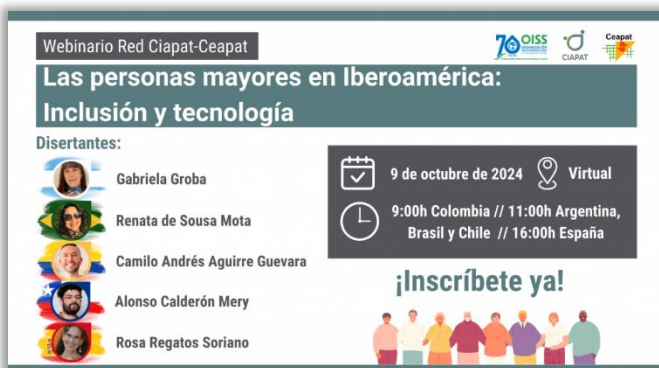 Webinario Red Ciapat-Ceapat
70 OISS
CIAPAT
Ceapat
Las personas mayores en Iberoamérica:
Inclusión y tecnología
Disertantes:
Gabriela Groba
Renata de Sousa Mota
Camilo Andrés Aguirre Guevara
Alonso Calderón Mery
Rosa Regatos Soriano
9 de octubre de 2024
Virtual
9:00h Colombia // 11:00h Argentina,
Brasil y Chile // 16:00h España
¡Inscríbete ya!